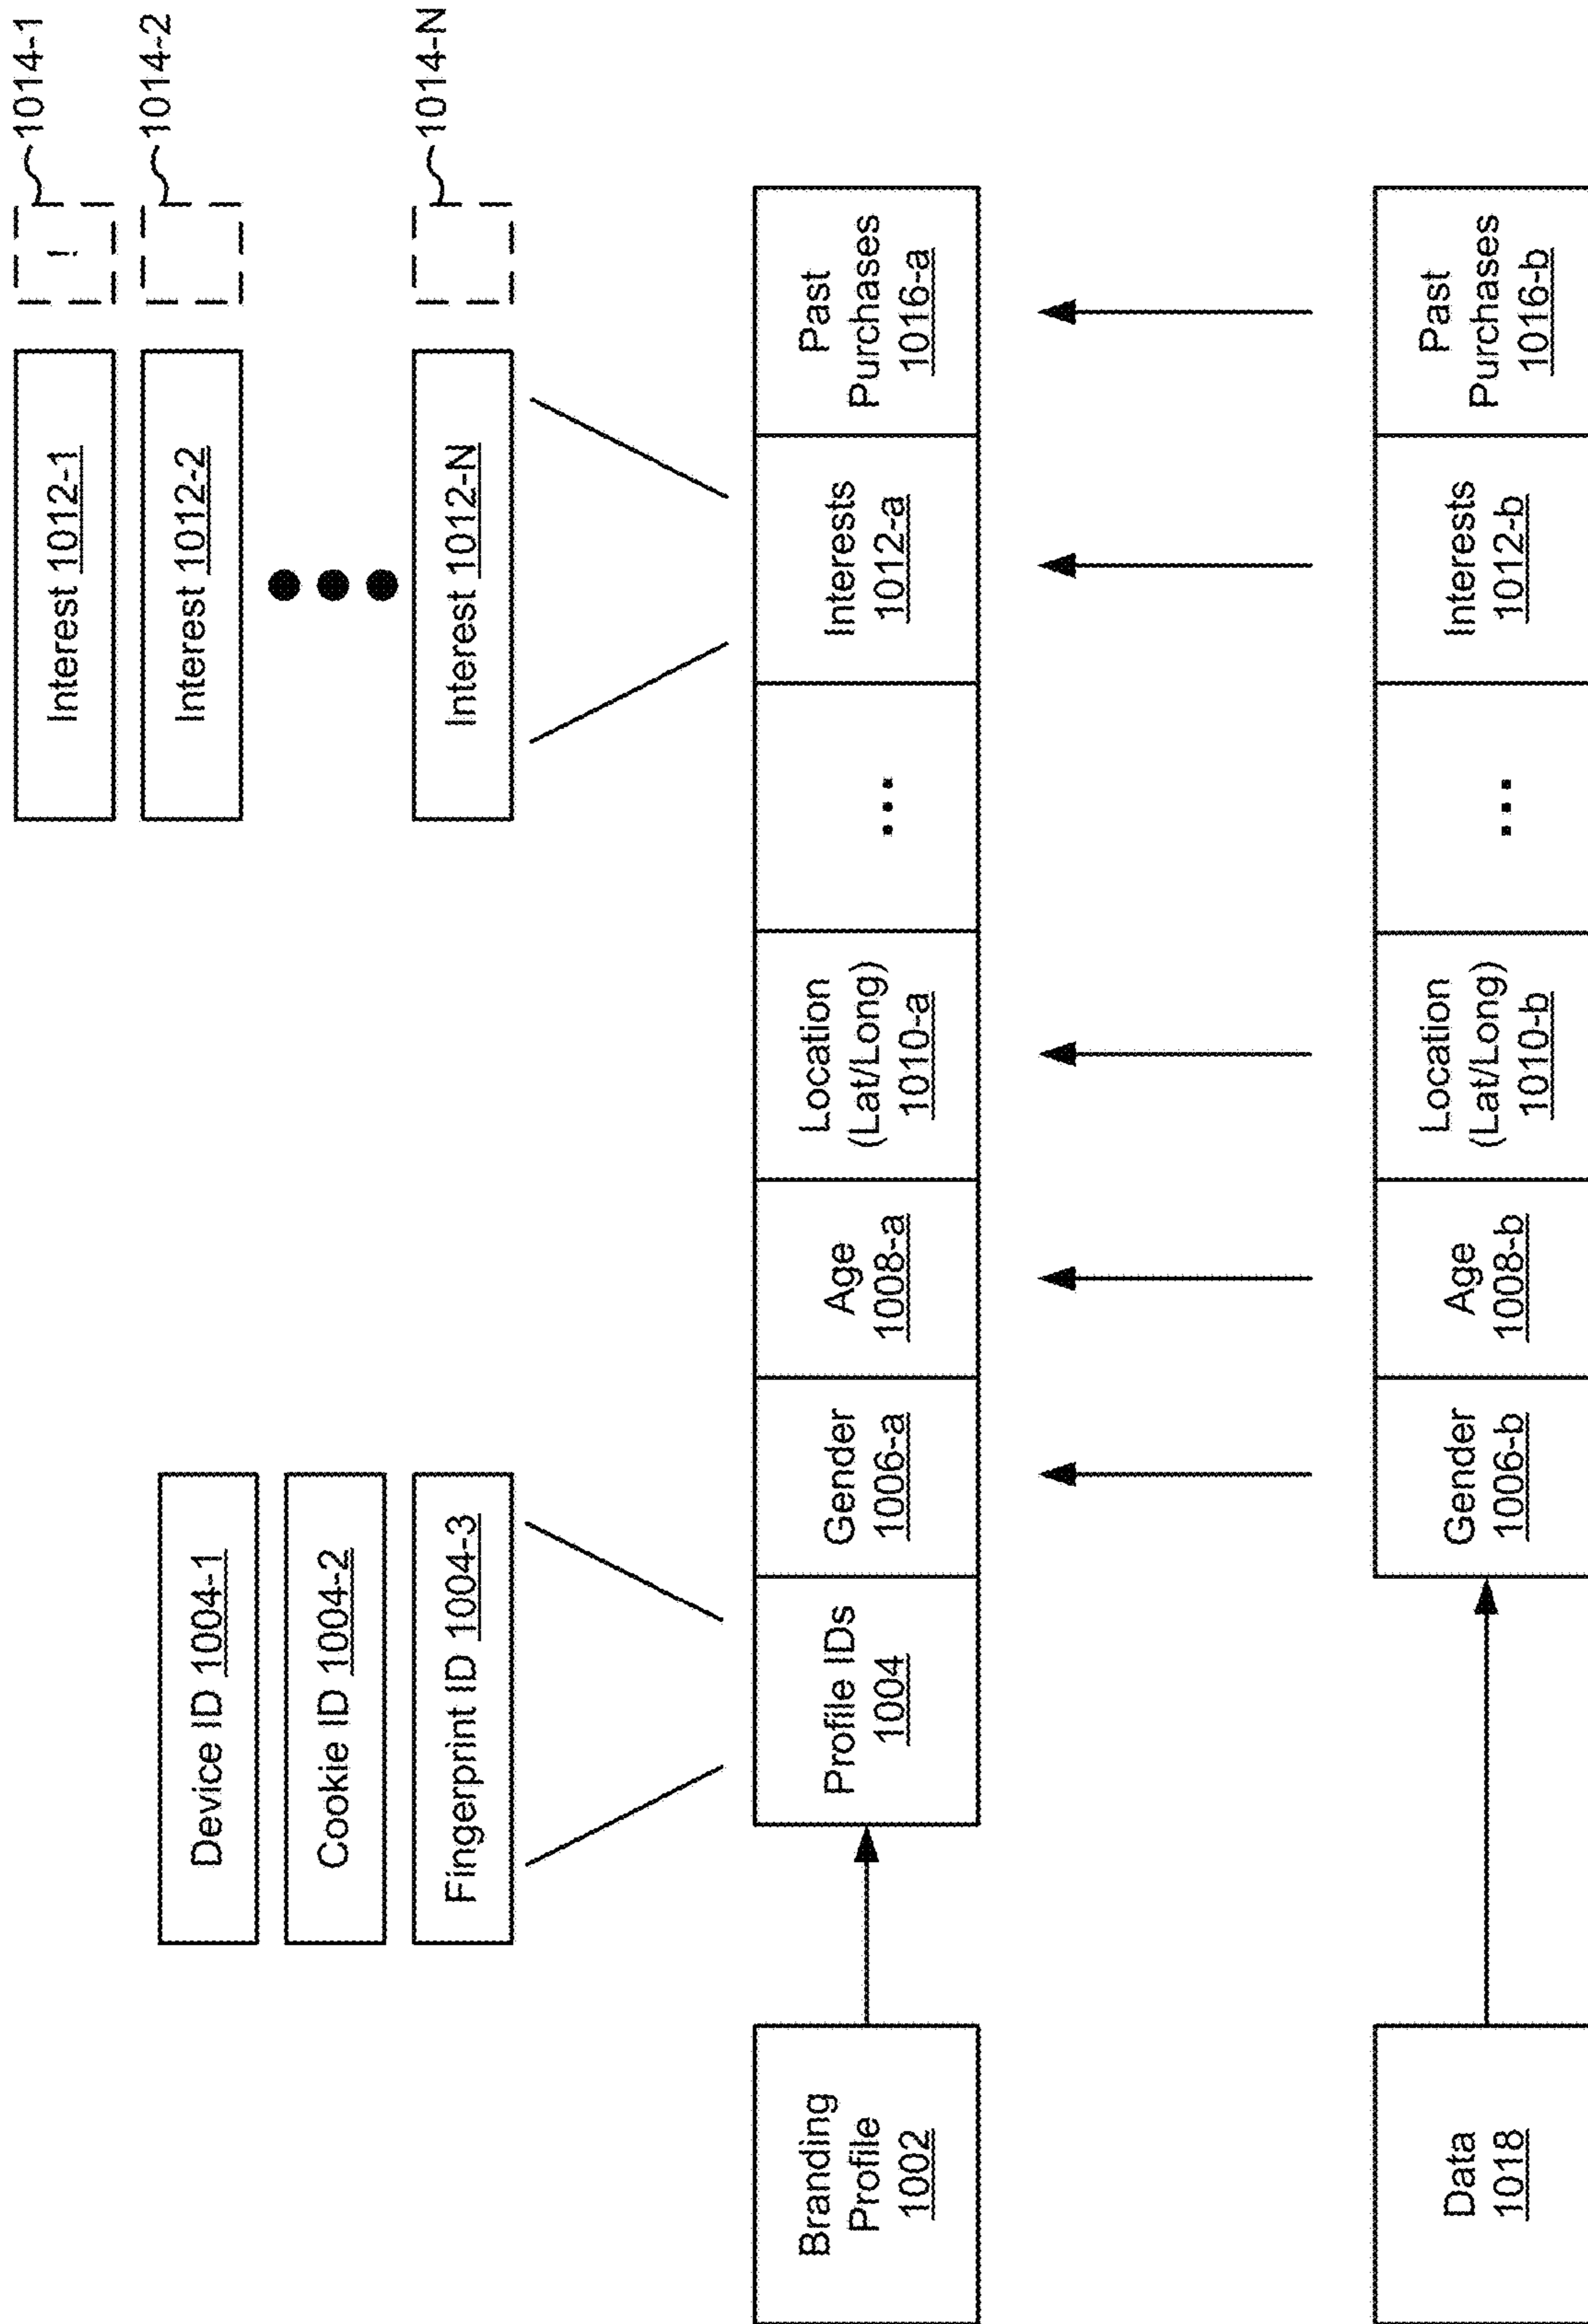 Device ID 1004-1
Cookie ID 1004-2
Fingerprint ID 1004-3
Interest 1012-1
1014-1
!
Interest 1012-2
1014-2
Interest 1012-N
1014-N
Branding
Profile
1002
Profile IDs
1004
Gender
1006-a
Age
1008-a
Location
(Lat/Long)
1010-a
...
Interests
1012-a
Past
Purchases
1016-a
Data
1018
Gender
1006-b
Age
1008-b
Location
(Lat/Long)
1010-b
...
Interests
1012-b
Past
Purchases
1016-b